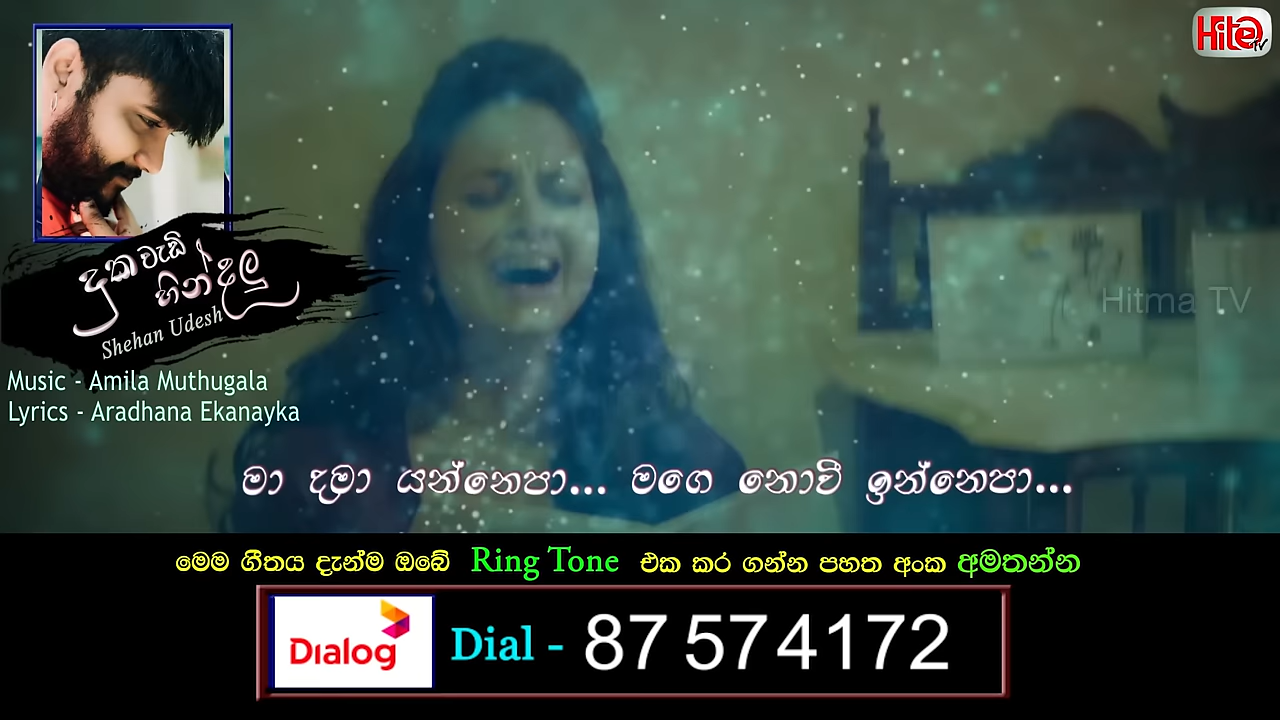 Hite TV
දුක වැඩි
හින්දලු
Shehan Udesh
Hitma TV
Music - Amila Muthugala
Lyrics - Aradhana Ekanayka
මා දමා යන්නෙපා... මගෙ නොවී ඉන්නෙපා...
මෙම ගීතය දැන්ම ඔබේ Ring Tone එක කර ගන්න පහත අංක අමතන්න
Dialog Dial - 87 574172